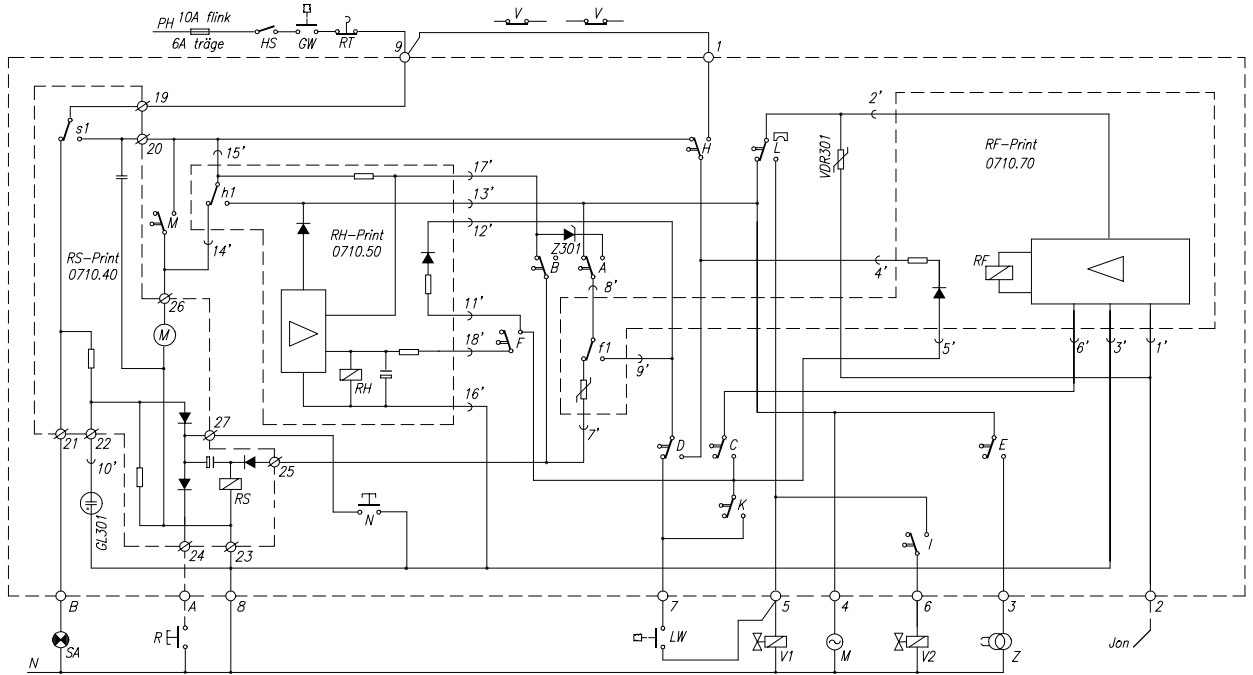 V V
PH 10A flink
6A träge HS GW RT 9 1
19 2'
s1
20 H L VDR301 RF-Print
0710.70
15' 17'
h1 13'
M RH-Print
0710.50 12'
RS-Print
0710.40 14' Z301
B A 4' RF
8'
26 11'
M 18' F f1 5' 6' 3' 1'
RH 9'
16'
27 7' D C E
21 22 25
10' RS K
N
GL301 24 23 I
B A 8 7 5 4 6 3 2
SA R LW V1 M V2 Z Jon
N